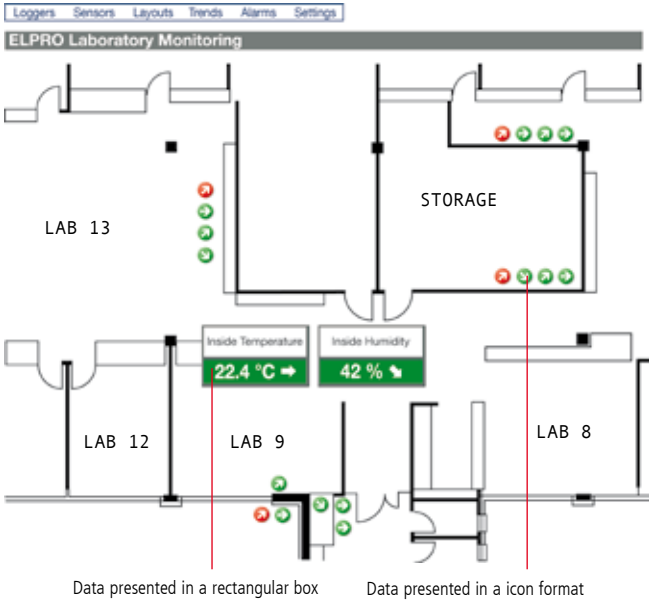 Loggers Sensors Layouts Trends Alarms Settings
ELPRO Laboratory Monitoring
STORAGE
LAB 13
Inside Temperature Inside Humidity
22.4 °C ➡ 42 % ⬊
LAB 12 LAB 9 LAB 8
Data presented in a rectangular box Data presented in a icon format